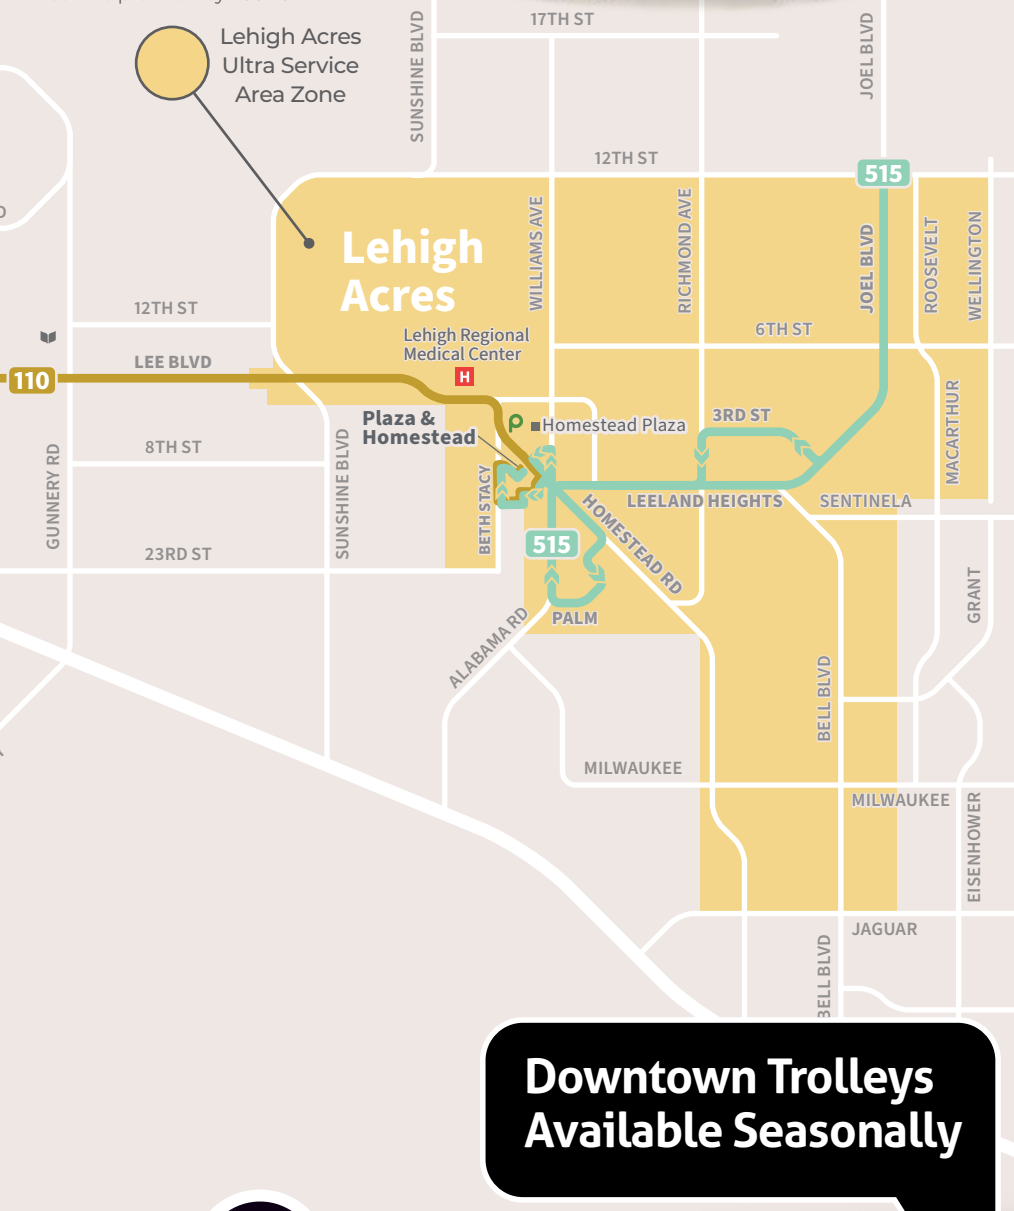 Lehigh Acres
Ultra Service
Area Zone
SUNSHINE BLVD
17TH ST
JOEL BLVD
12TH ST
515
Lehigh
Acres
WILLIAMS AVE
RICHMOND AVE
JOEL BLVD
ROOSEVELT
WELLINGTON
12TH ST
6TH ST
Lehigh Regional
Medical Center
H
LEE BLVD
110
Plaza &
Homestead
P
Homestead Plaza
3RD ST
MACARTHUR
8TH ST
GUNNERY RD
SUNSHINE BLVD
BETH STACY
LEELAND HEIGHTS
SENTINELA
HOMESTEAD RD
515
23RD ST
GRANT
PALM
ALABAMA RD
BELL BLVD
MILWAUKEE
MILWAUKEE
EISENHOWER
JAGUAR
BELL BLVD
Downtown Trolleys
Available Seasonally